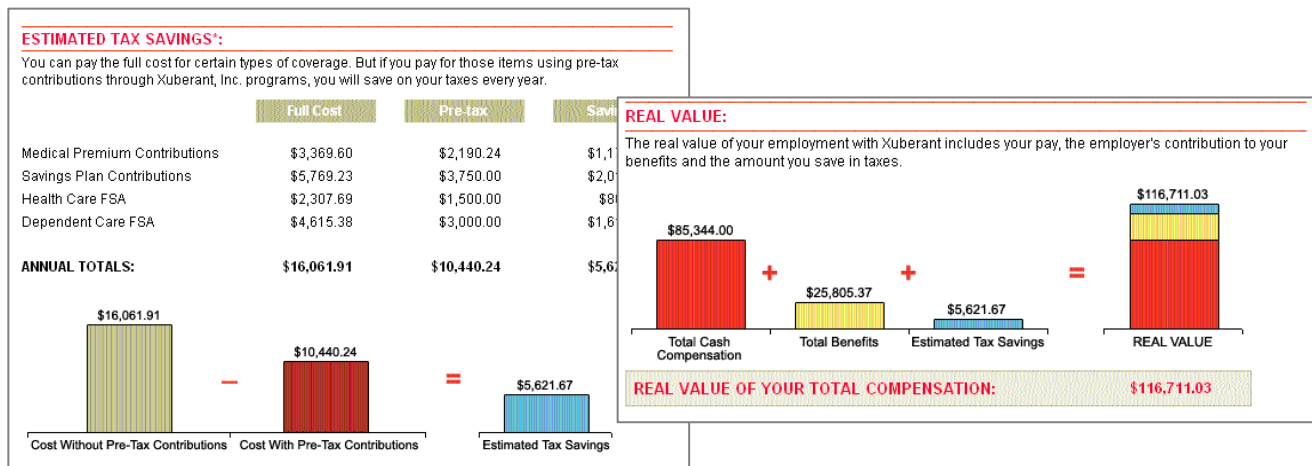 ESTIMATED TAX SAVINGS*:
You can pay the full cost for certain types of coverage. But if you pay for those items using pre-tax
contributions through Xuberant, Inc. programs, you will save on your taxes every year.
Full Cost Pre-tax
Medical Premium Contributions $3,369.60 $2,190.24
Savings Plan Contributions $5,769.23 $3,750.00
Health Care FSA $2,307.69 $1,500.00
Dependent Care FSA $4,615.38 $3,000.00
ANNUAL TOTALS: $16,061.91 $10,440.24
$16,061.91
−
$10,440.24
=
$5,621.67
Cost Without Pre-Tax Contributions Cost With Pre-Tax Contributions Estimated Tax Savings
REAL VALUE:
The real value of your employment with Xuberant includes your pay, the employer's contribution to your
benefits and the amount you save in taxes.
$85,344.00
+
$25,805.37
+
$5,621.67
=
$116,711.03
Total Cash
Compensation
Total Benefits
Estimated Tax Savings
REAL VALUE
REAL VALUE OF YOUR TOTAL COMPENSATION: $116,711.03